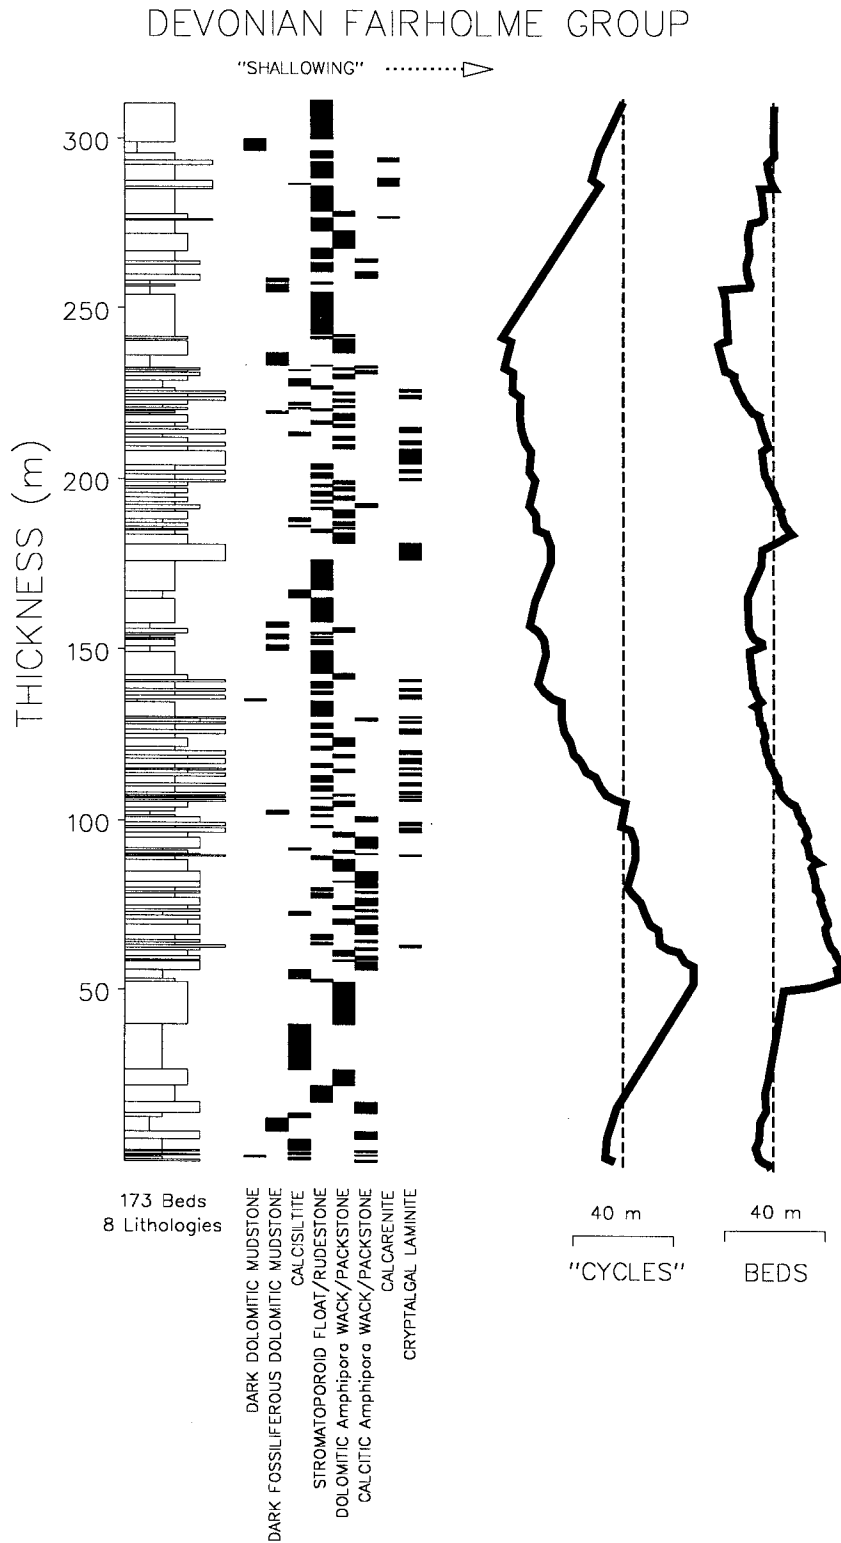 DEVONIAN FAIRHOLME GROUP
"SHALLOWING"
THICKNESS (m)
300
250
200
150
100
50
173 Beds
8 Lithologies
DARK DOLOMITIC MUDSTONE
DARK FOSSILIFEROUS DOLOMITIC MUDSTONE
CALCISILTITE
STROMATOPOROID FLOAT/RUDESTONE
DOLOMITIC Amphipora WACK/PACKSTONE
CALCITIC Amphipora WACK/PACKSTONE
CALCARENITE
CRYPTALGAL LAMINITE
40 m
"CYCLES"
40 m
BEDS